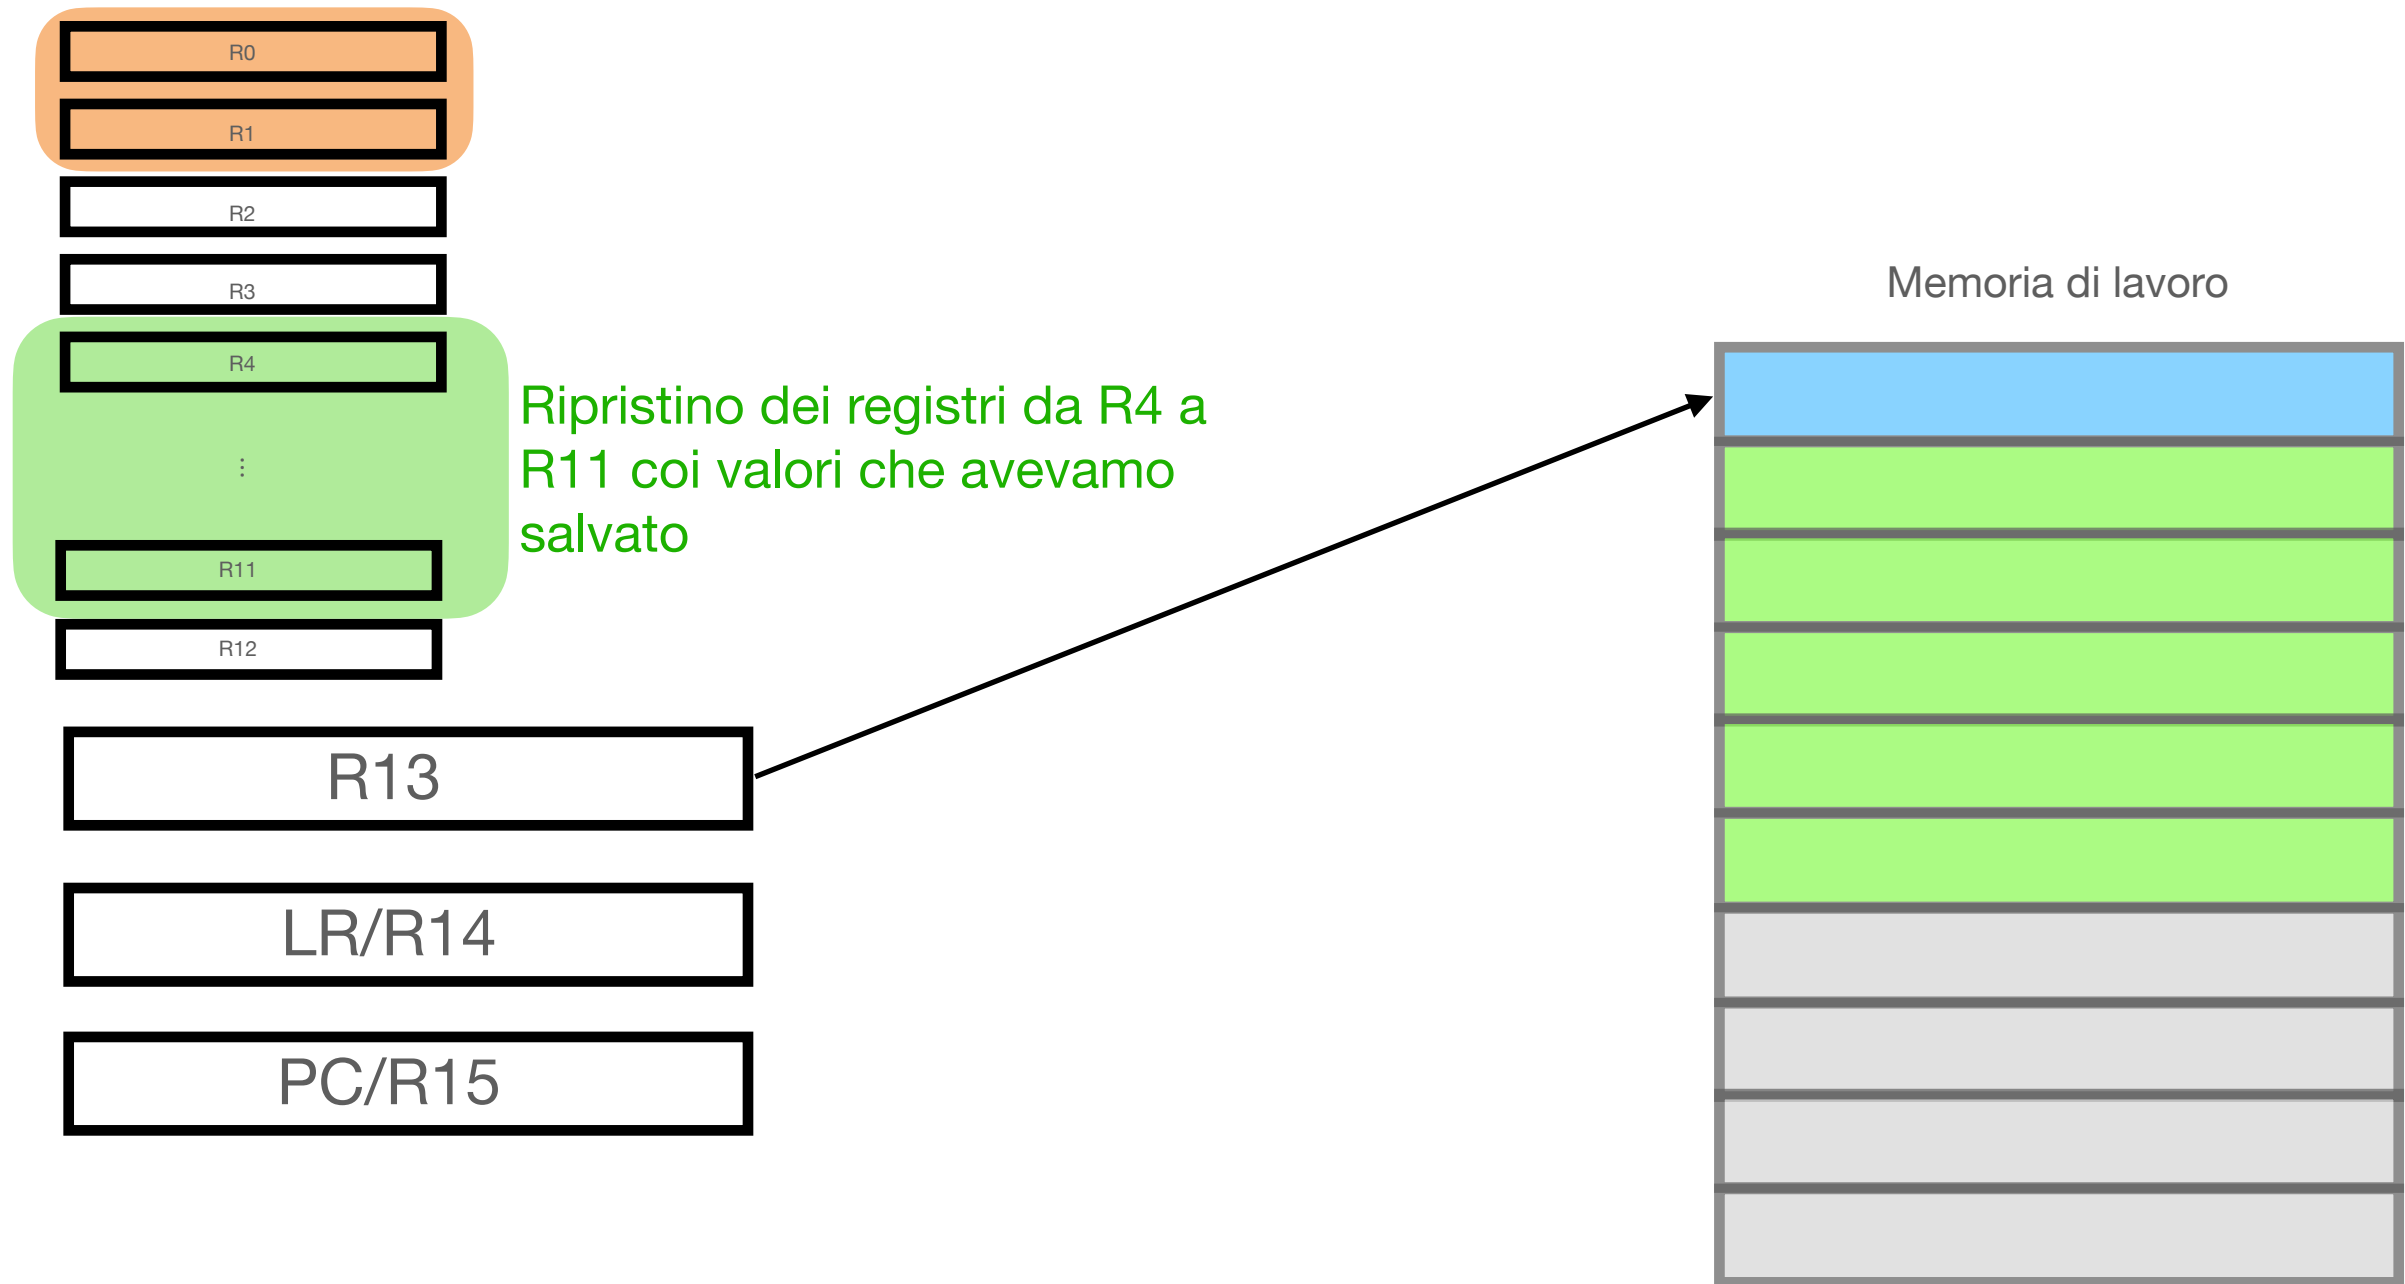 R0
R1
R2
R3
R4
⋮
R11
R12
Ripristino dei registri da R4 a
R11 coi valori che avevamo
salvato
R13
LR/R14
PC/R15
Memoria di lavoro